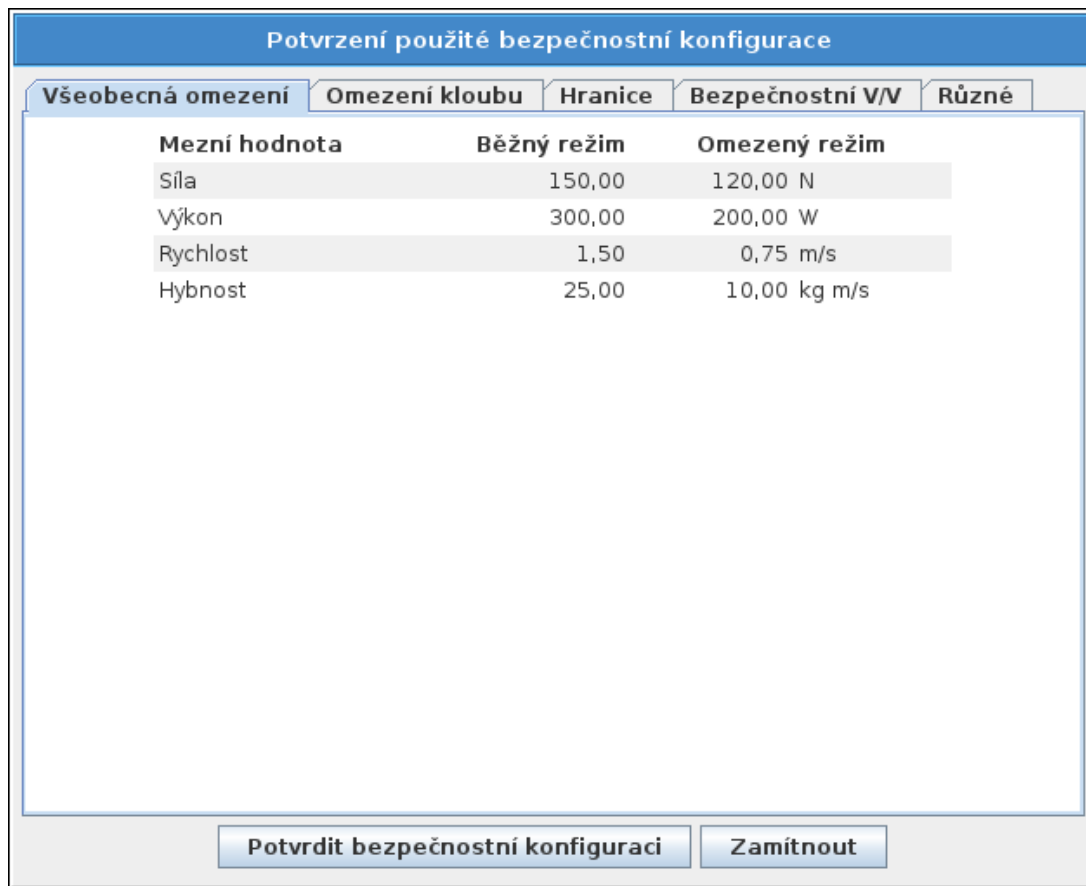 Potvrzení použité bezpečnostní konfigurace
Všeobecná omezení Omezení kloubu Hranice Bezpečnostní V/V Různé
Mezní hodnota Běžný režim Omezený režim
Síla 150,00 120,00 N
Výkon 300,00 200,00 W
Rychlost 1,50 0,75 m/s
Hybnost 25,00 10,00 kg m/s
Potvrdit bezpečnostní konfiguraci Zamítnout